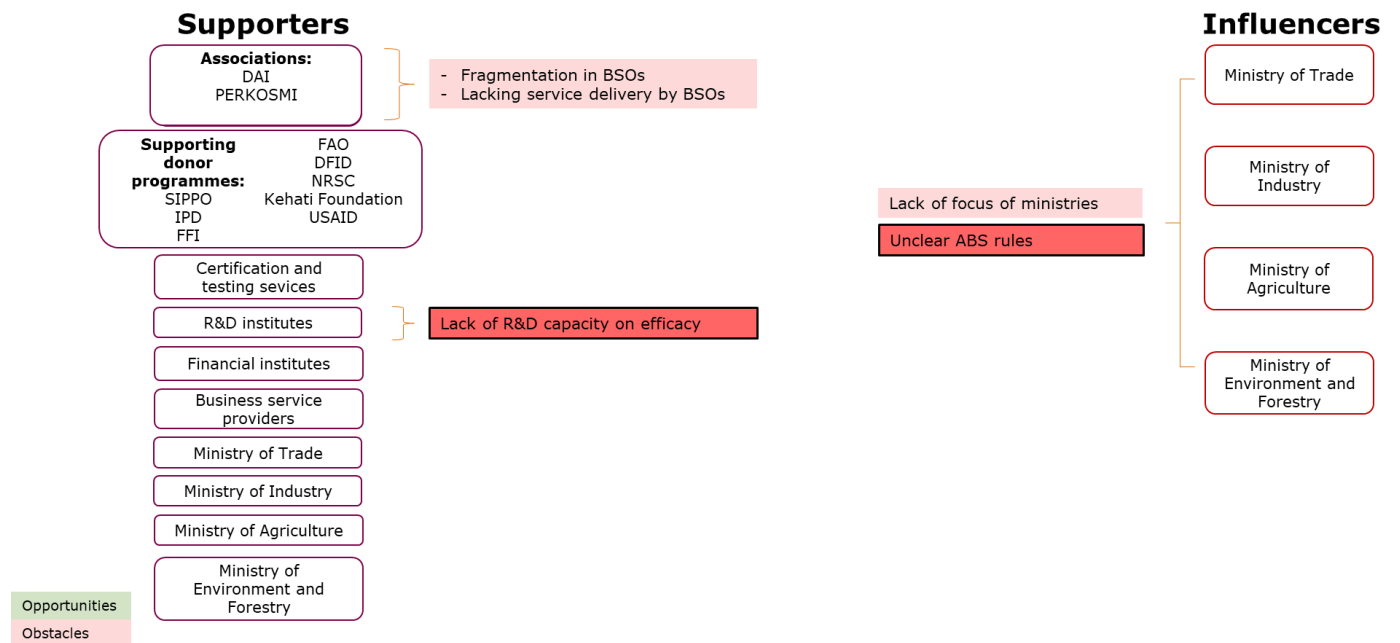 Supporters
Associations:
DAI
PERKOSMI
- Fragmentation in BSOs
- Lacking service delivery by BSOs
Supporting
donor
programmes:
SIPPO
IPD
FFI
FAO
DFID
NRSC
Kehati Foundation
USAID
Certification and
testing sevices
R&D institutes
Lack of R&D capacity on efficacy
Financial institutes
Business service
providers
Ministry of Trade
Ministry of Industry
Ministry of Agriculture
Ministry of
Environment and
Forestry
Opportunities
Obstacles
Influencers
Ministry of Trade
Ministry of
Industry
Lack of focus of ministries
Unclear ABS rules
Ministry of
Agriculture
Ministry of
Environment and
Forestry